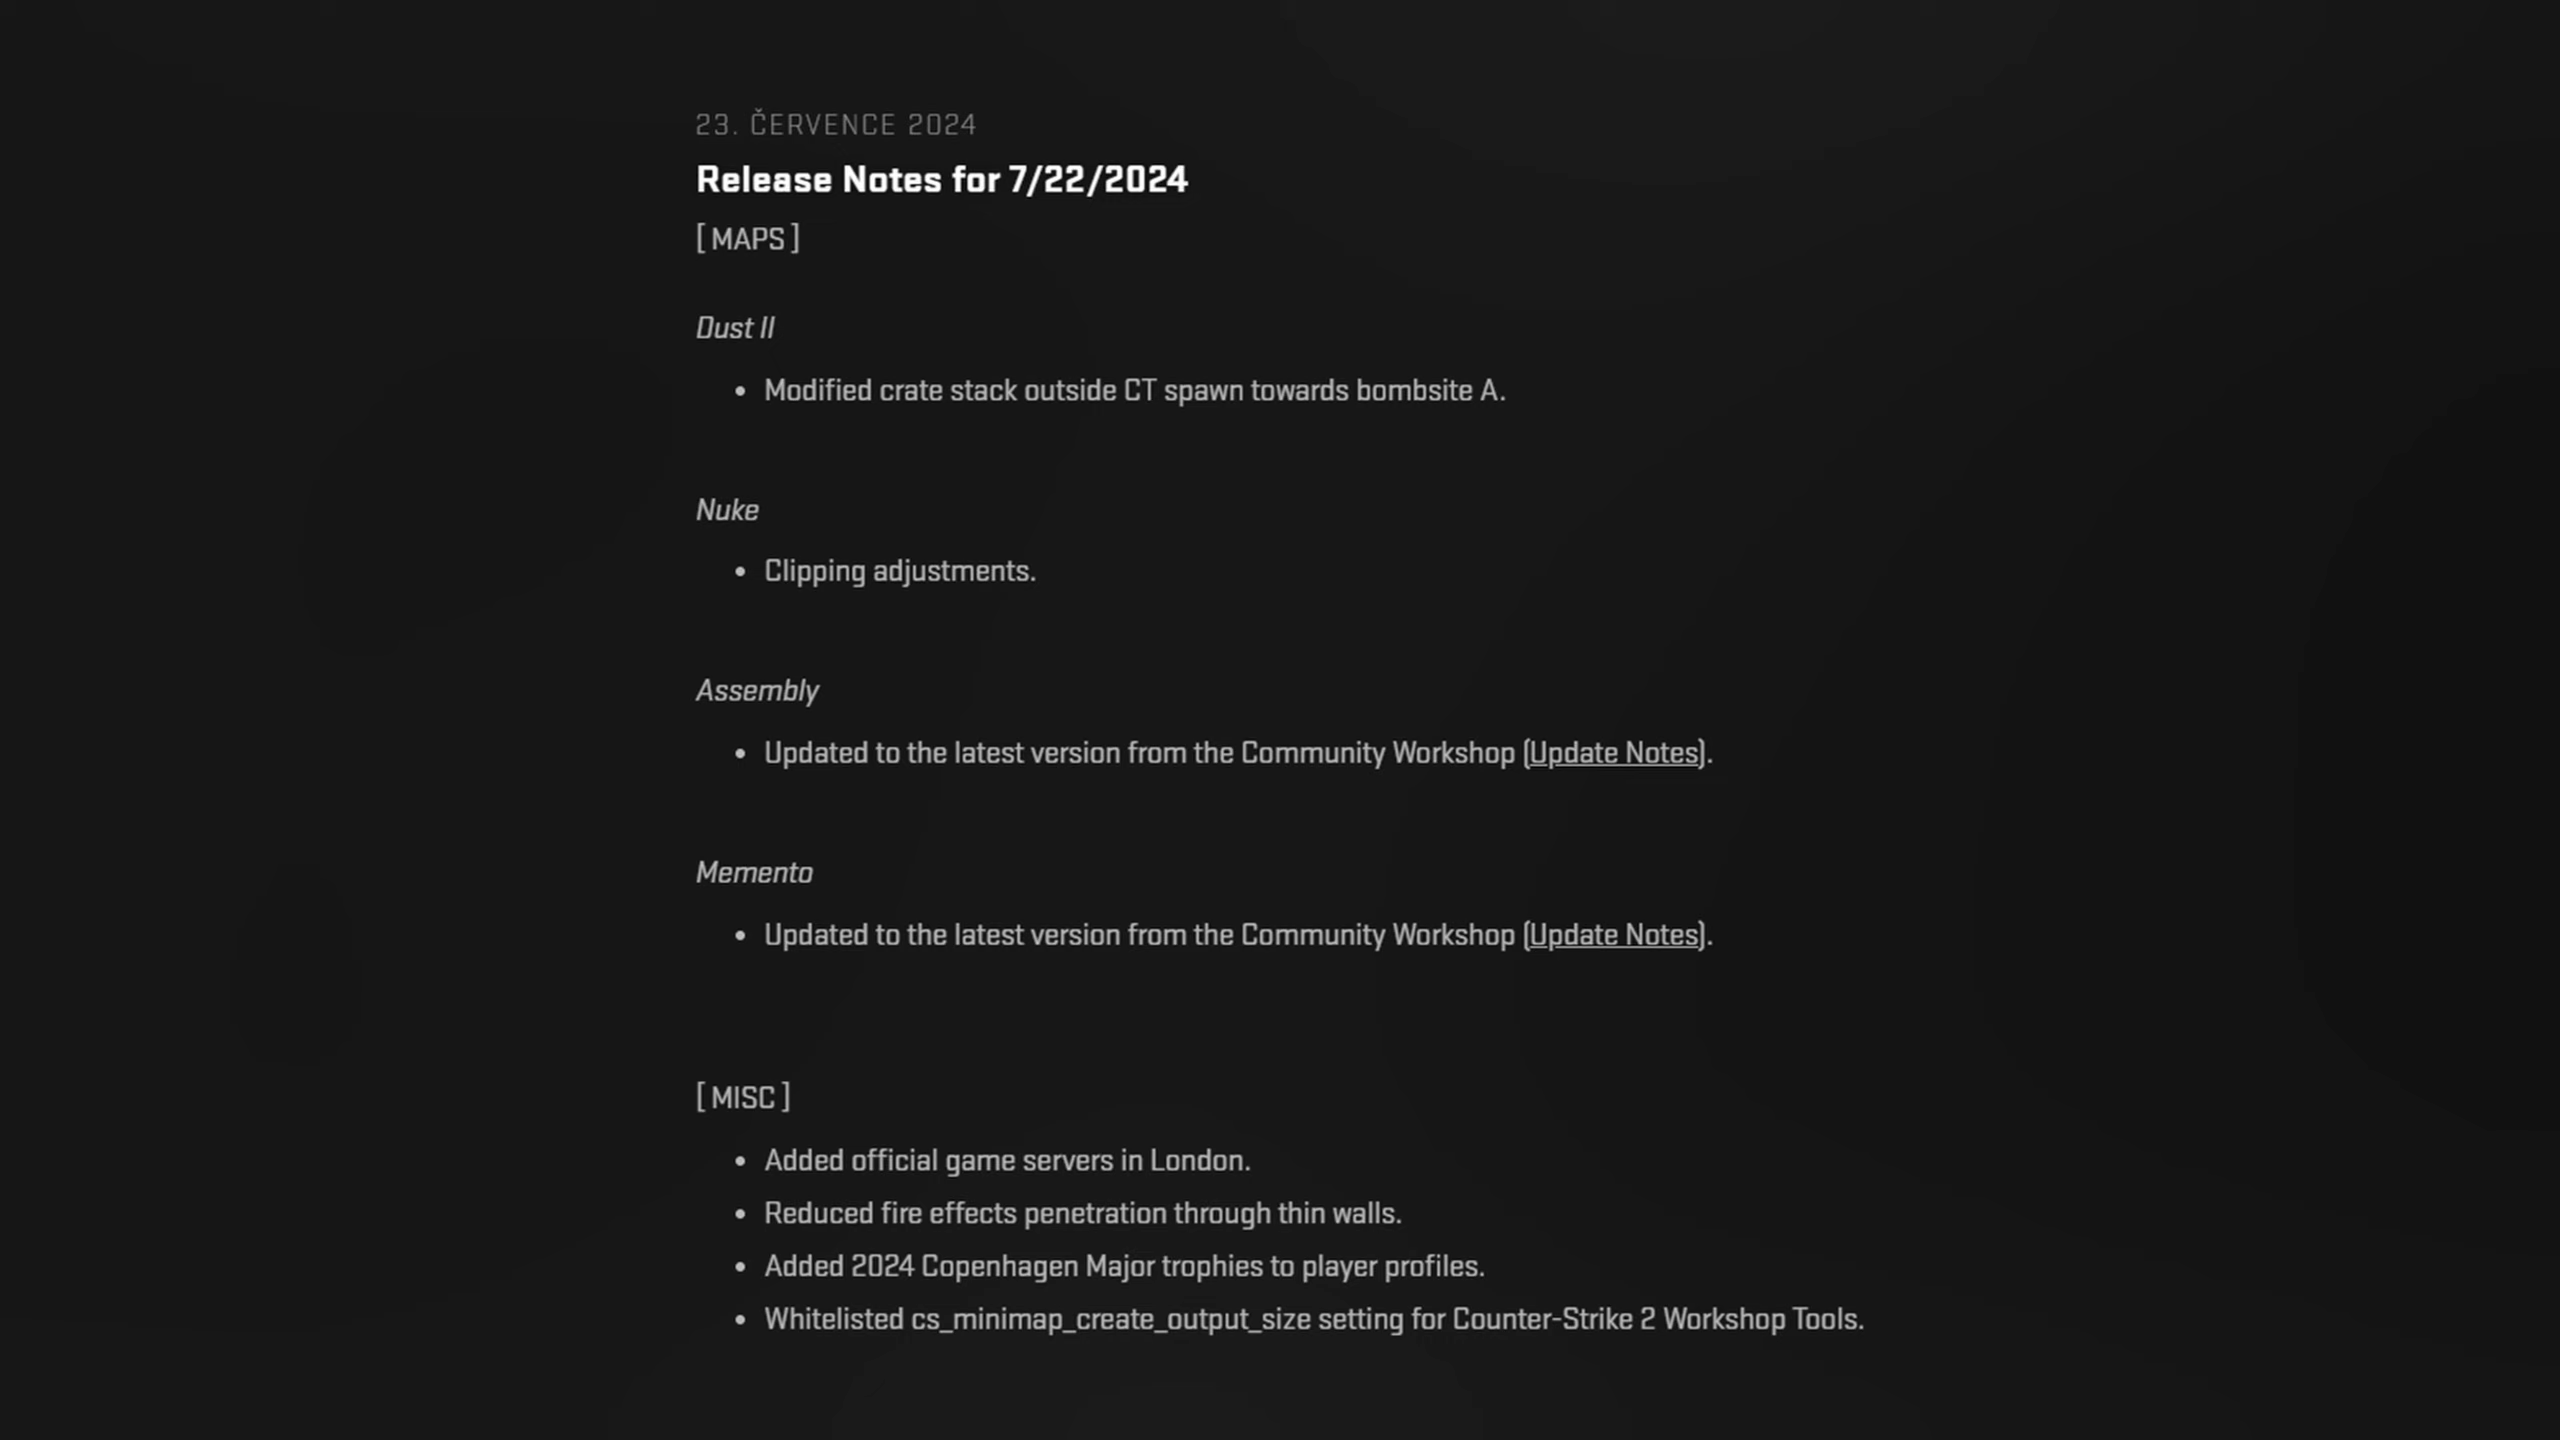 23. ČERVENCE 2024
Release Notes for 7/22/2024
[ MAPS ]
Dust II
• Modified crate stack outside CT spawn towards bombsite A.
Nuke
• Clipping adjustments.
Assembly
• Updated to the latest version from the Community Workshop (Update Notes).
Memento
• Updated to the latest version from the Community Workshop (Update Notes).
[ MISC ]
• Added official game servers in London.
• Reduced fire effects penetration through thin walls.
• Added 2024 Copenhagen Major trophies to player profiles.
• Whitelisted cs_minimap_create_output_size setting for Counter-Strike 2 Workshop Tools.